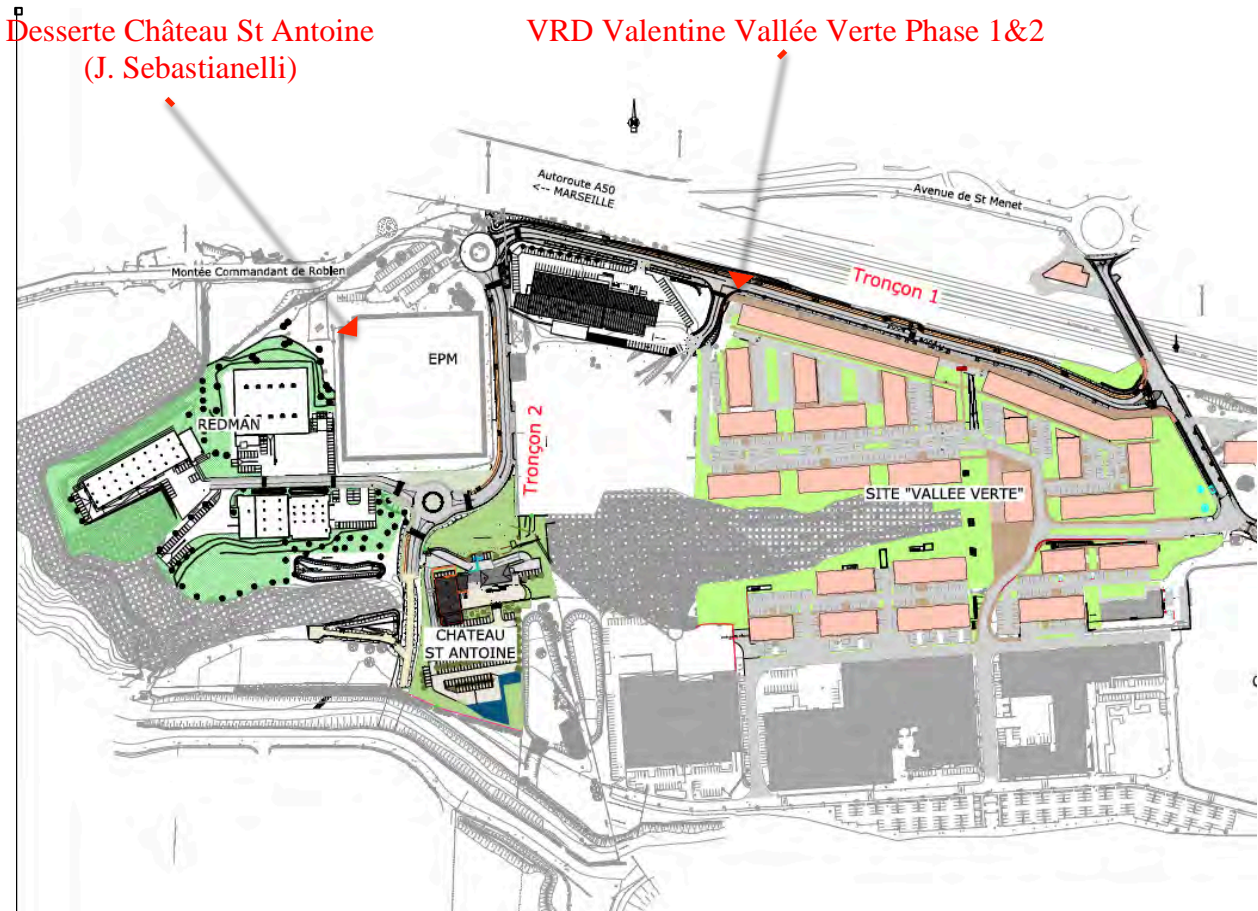 Desserte Château St Antoine
(J. Sebastianelli)
VRD Valentine Vallée Verte Phase 1&2
Autoroute A50
<-- MARSEILLE
Avenue de St Menet
Montée Commandant de Roblen
Tronçon 1
EPM
REDMAN
Tronçon 2
SITE "VALLEE VERTE"
CHATEAU
ST ANTOINE